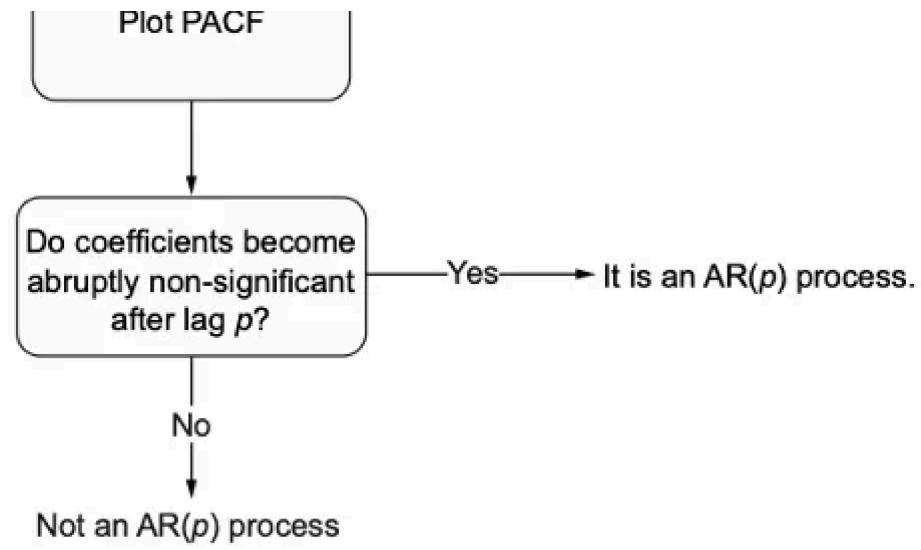 Plot PACF
Do coefficients become
abruptly non-significant
after lag p?
Yes
It is an AR(p) process.
No
Not an AR(p) process